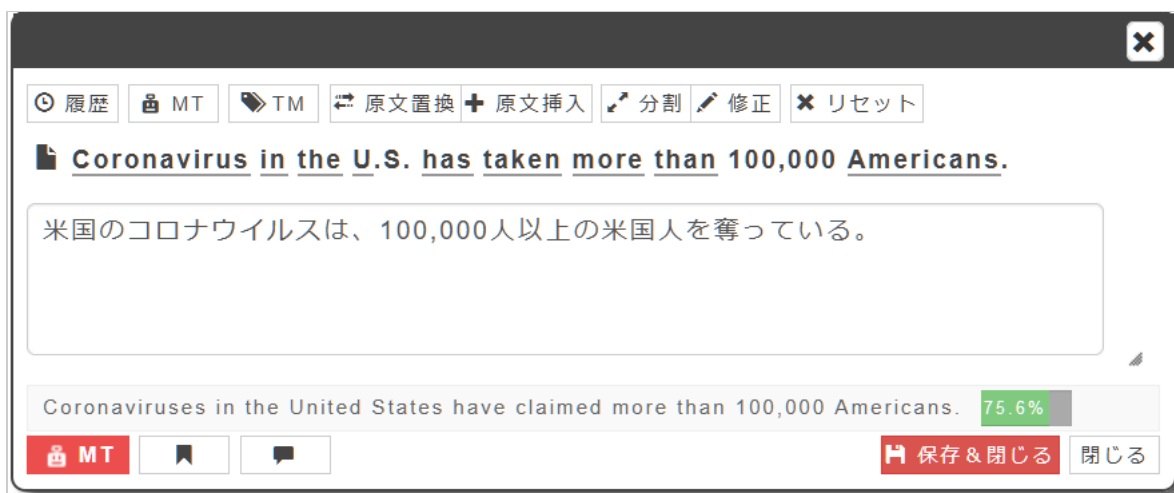 履歴 MT TM 原文置換 原文挿入 分割 修正 リセット
Coronavirus in the U.S. has taken more than 100,000 Americans.
米国のコロナウイルスは、100,000人以上の米国人を奪っている。
Coronaviruses in the United States have claimed more than 100,000 Americans. 75.6%
MT 保存&閉じる 閉じる